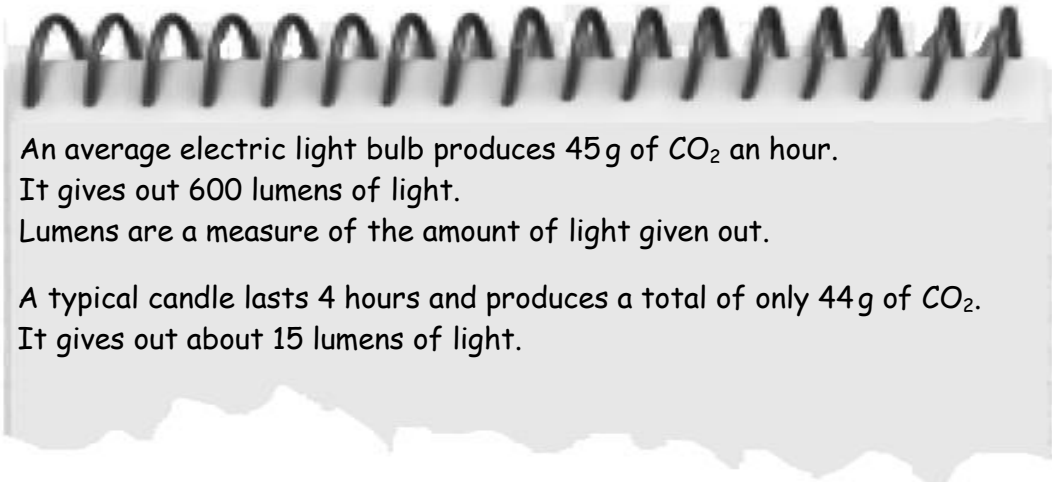 An average electric light bulb produces 45 g of CO₂ an hour.
It gives out 600 lumens of light.
Lumens are a measure of the amount of light given out.
A typical candle lasts 4 hours and produces a total of only 44 g of CO₂.
It gives out about 15 lumens of light.